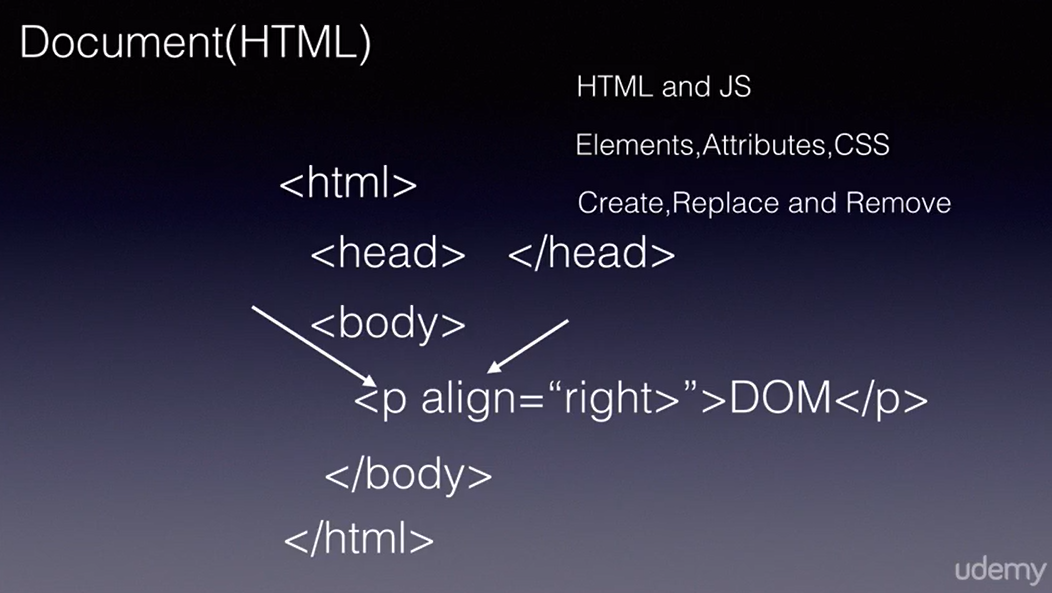 Document(HTML)
HTML and JS
Elements,Attributes,CSS
Create,Replace and Remove
<html>
<head> </head>
<body>
<p align=“right>”>DOM</p>
</body>
</html>
udemy